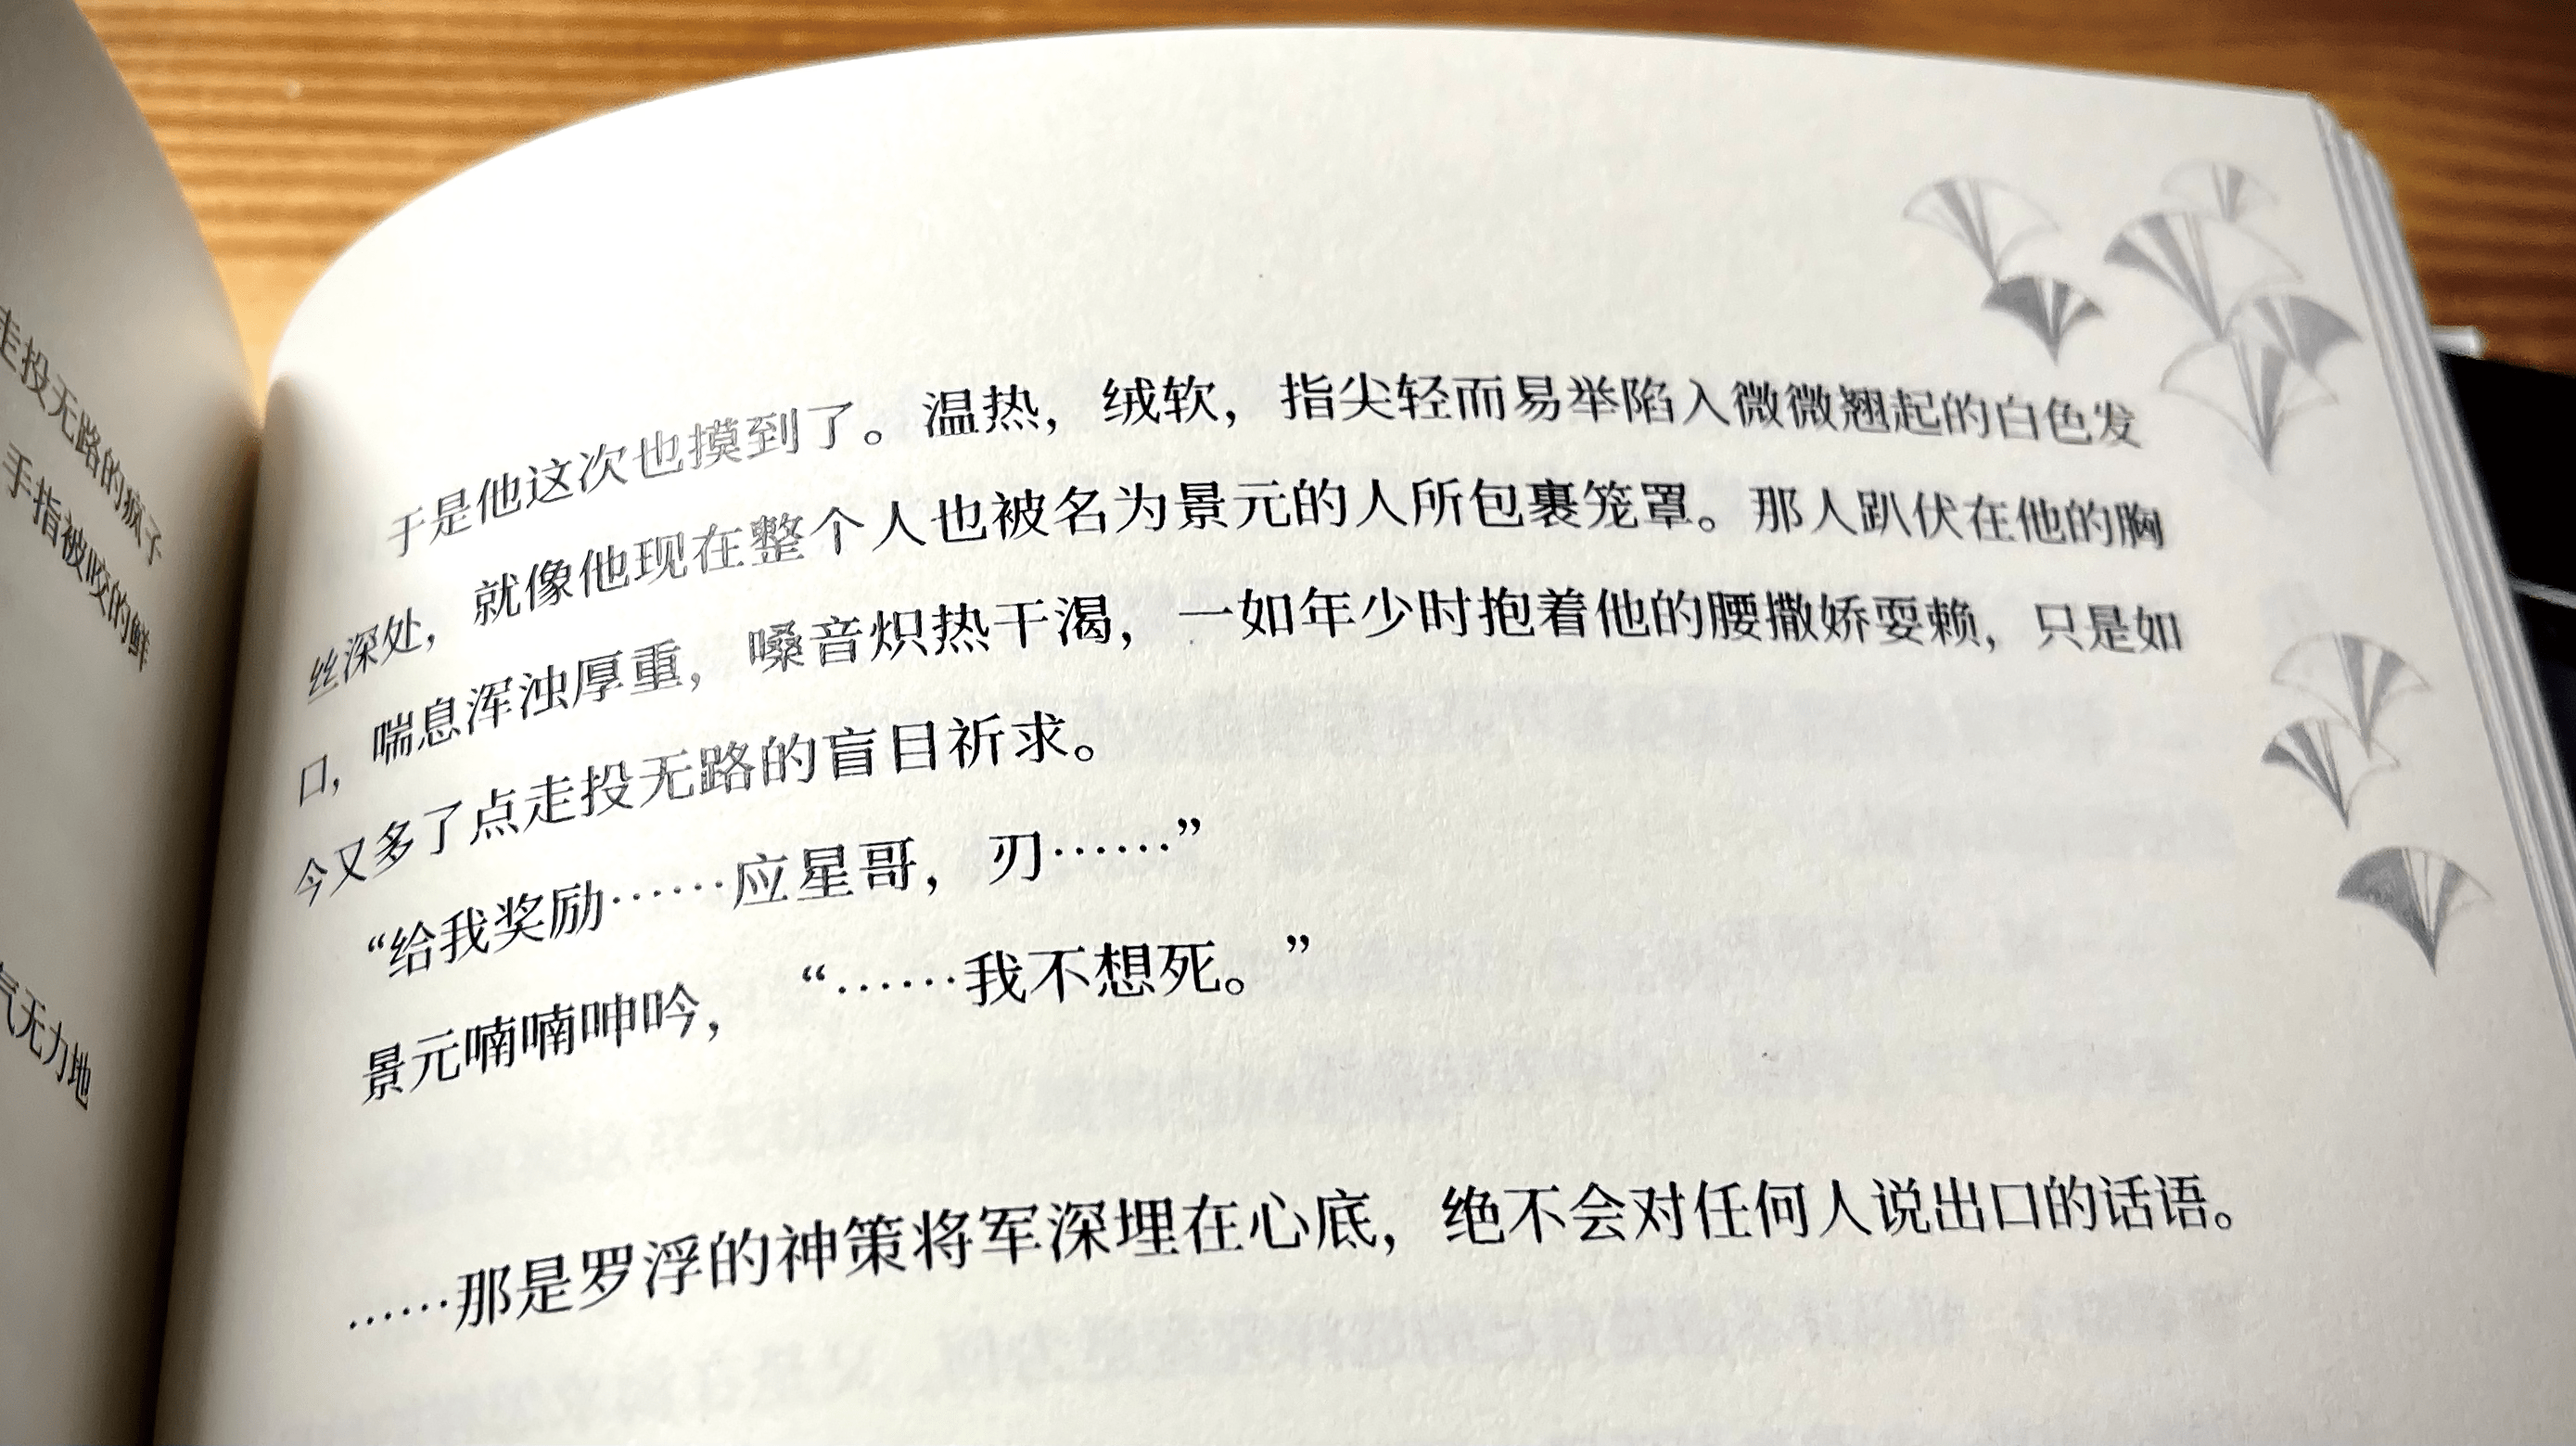 走投无路的疯子
手指被咬的鲜
气无力地
于是他这次也摸到了。温热，绒软，指尖轻而易举陷入微微翘起的白色发
丝深处，就像他现在整个人也被名为景元的人所包裹笼罩。那人趴伏在他的胸
口，喘息浑浊厚重，嗓音炽热干渴，一如年少时抱着他的腰撒娇耍赖，只是如
今又多了点走投无路的盲目祈求。
“给我奖励……应星哥，刃……”
景元喃喃呻吟，“……我不想死。”
……那是罗浮的神策将军深埋在心底，绝不会对任何人说出口的话语。